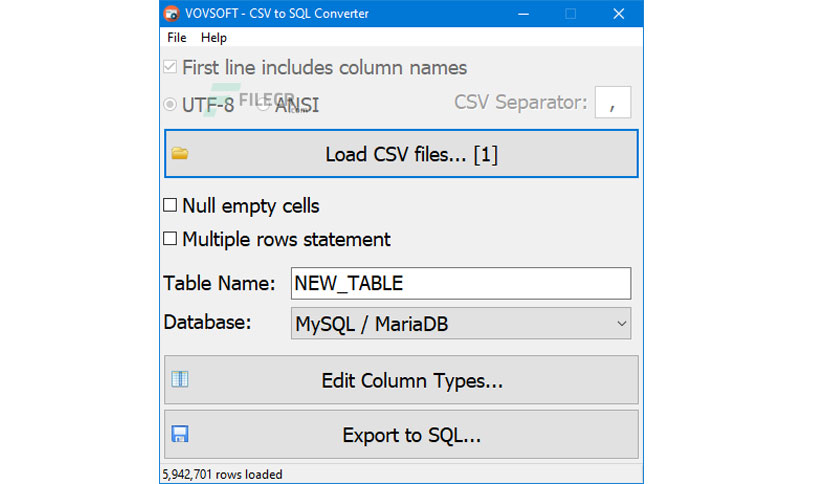 VOVSOFT - CSV to SQL Converter
File Help
First line includes column names
UTF-8 ANSI CSV Separator: ,
FILECR
.com
Load CSV files... [1]
Null empty cells
Multiple rows statement
Table Name: NEW_TABLE
Database: MySQL / MariaDB
Edit Column Types...
Export to SQL...
5,942,701 rows loaded